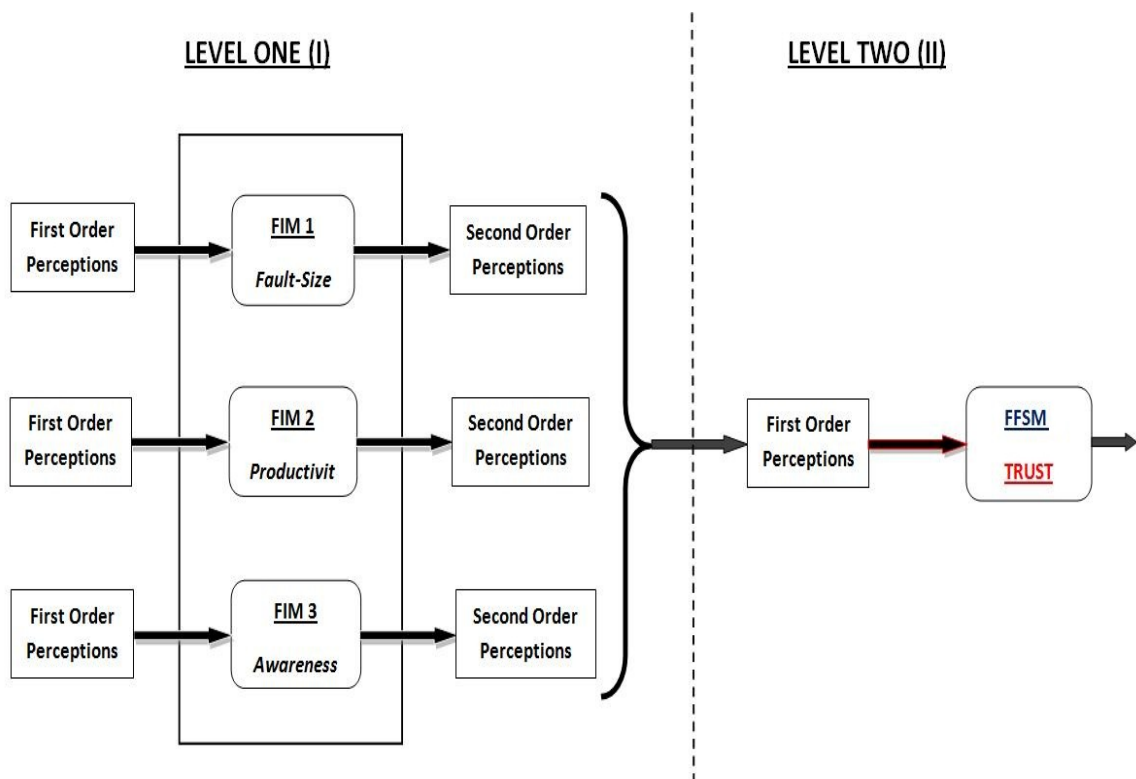 LEVEL ONE (I)
LEVEL TWO (II)
First Order
Perceptions
FIM 1
Fault-Size
Second Order
Perceptions
First Order
Perceptions
FIM 2
Productivit
Second Order
Perceptions
First Order
Perceptions
FFSM
TRUST
First Order
Perceptions
FIM 3
Awareness
Second Order
Perceptions